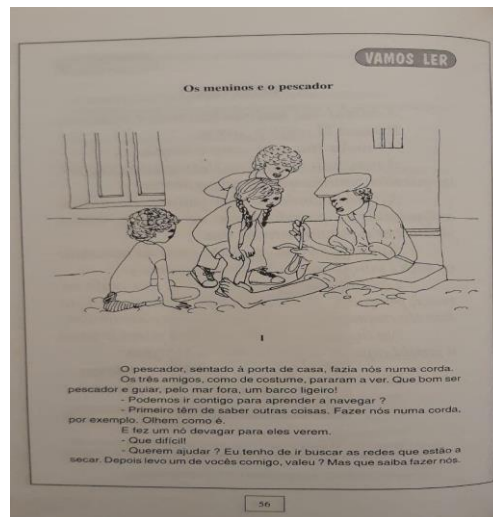 VAMOS LER
Os meninos e o pescador
1
O pescador, sentado à porta de casa, fazia nós numa corda.
Os três amigos, como de costume, pararam a ver. Que bom ser
pescador e guiar, pelo mar fora, um barco ligeiro!
- Podemos ir contigo para aprender a navegar ?
- Primeiro têm de saber outras coisas. Fazer nós numa corda,
por exemplo. Olhem como é.
E fez um nó devagar para eles verem.
- Que difícil!
- Querem ajudar ? Eu tenho de ir buscar as redes que estão a
secar. Depois levo um de vocês comigo, valeu ? Mas que saiba fazer nós.
56